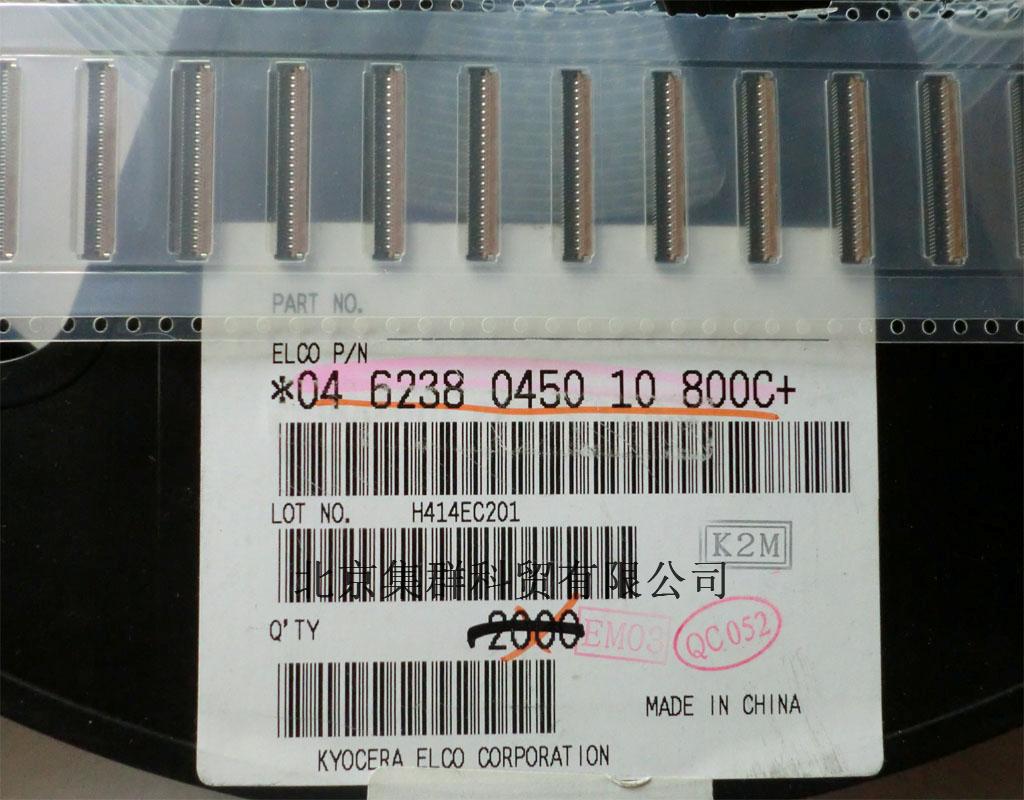 PART NO.
ELCO P/N
*04 6238 0450 10 800C+
LOT NO. H414EC201
K2M
北京集群科贸有限公司
Q'TY 2000 EM03 QC052
MADE IN CHINA
KYOCERA ELCO CORPORATION